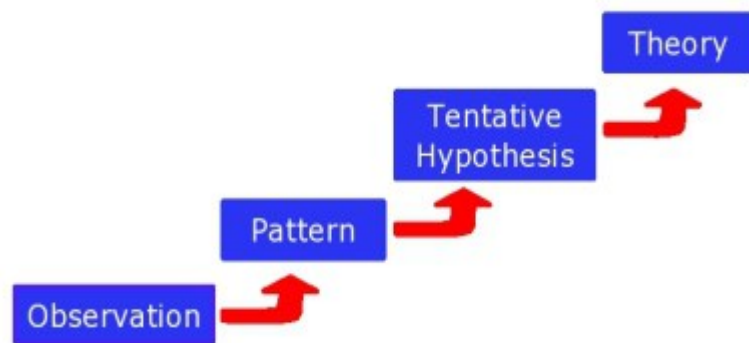 Theory
Tentative
Hypothesis
Pattern
Observation